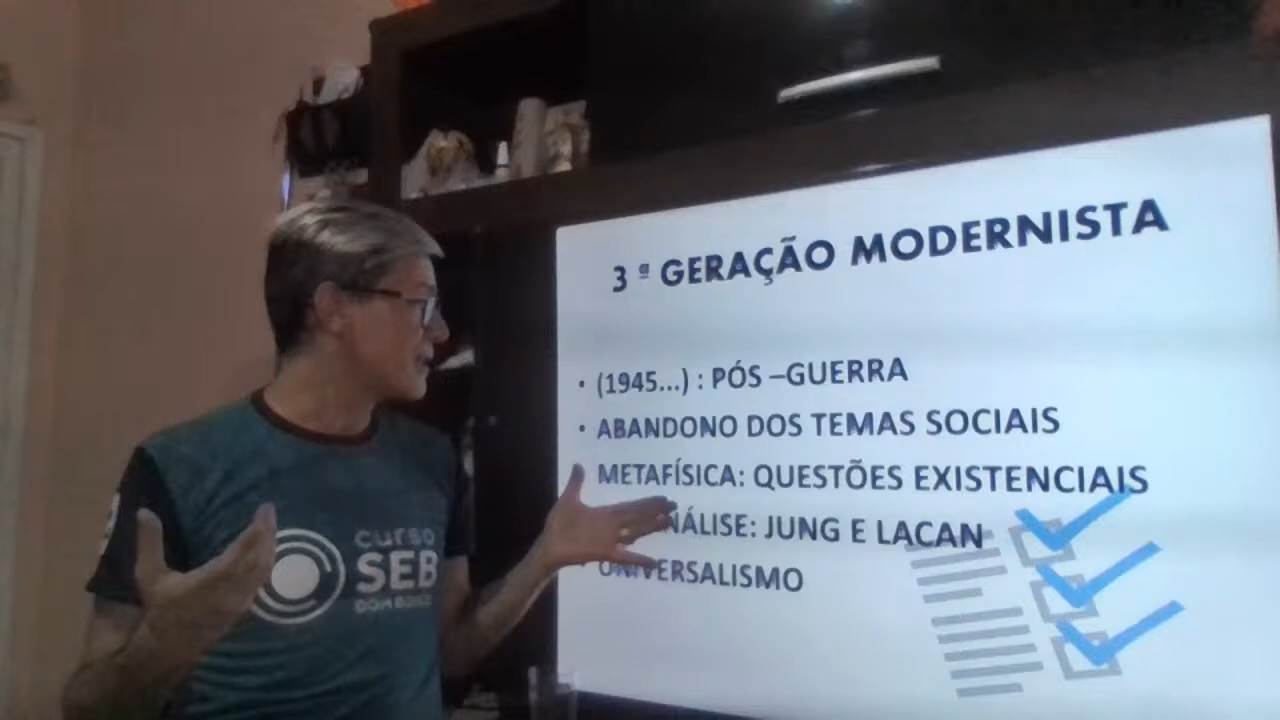 CURSO
SEB
DOM BOSCO
3ª GERAÇÃO MODERNISTA
• (1945...) : PÓS –GUERRA
• ABANDONO DOS TEMAS SOCIAIS
METAFÍSICA: QUESTÕES EXISTENCIAIS
NÁLISE: JUNG E LACAN
UNIVERSALISMO